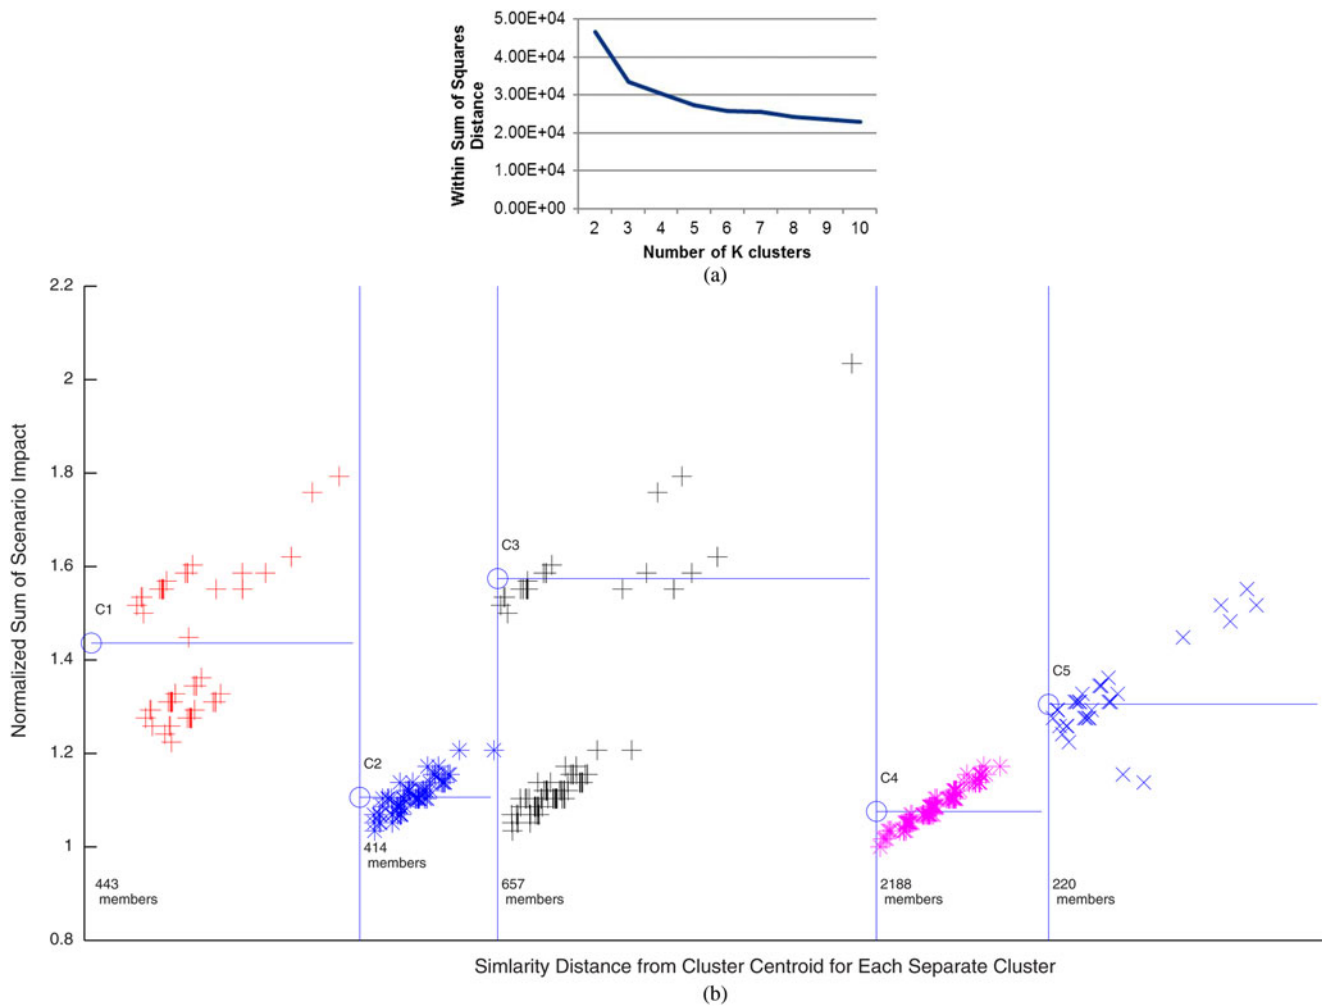 5.00E+04
4.00E+04
3.00E+04
2.00E+04
1.00E+04
0.00E+00
Within Sum of Squares
Distance
2 3 4 5 6 7 8 9 10
Number of K clusters
(a)
2.2
2
1.8
1.6
1.4
1.2
1
0.8
Normalized Sum of Scenario Impact
C1
443
members
C2
414
members
C3
657
members
C4
2188
members
C5
220
members
Simlarity Distance from Cluster Centroid for Each Separate Cluster
(b)